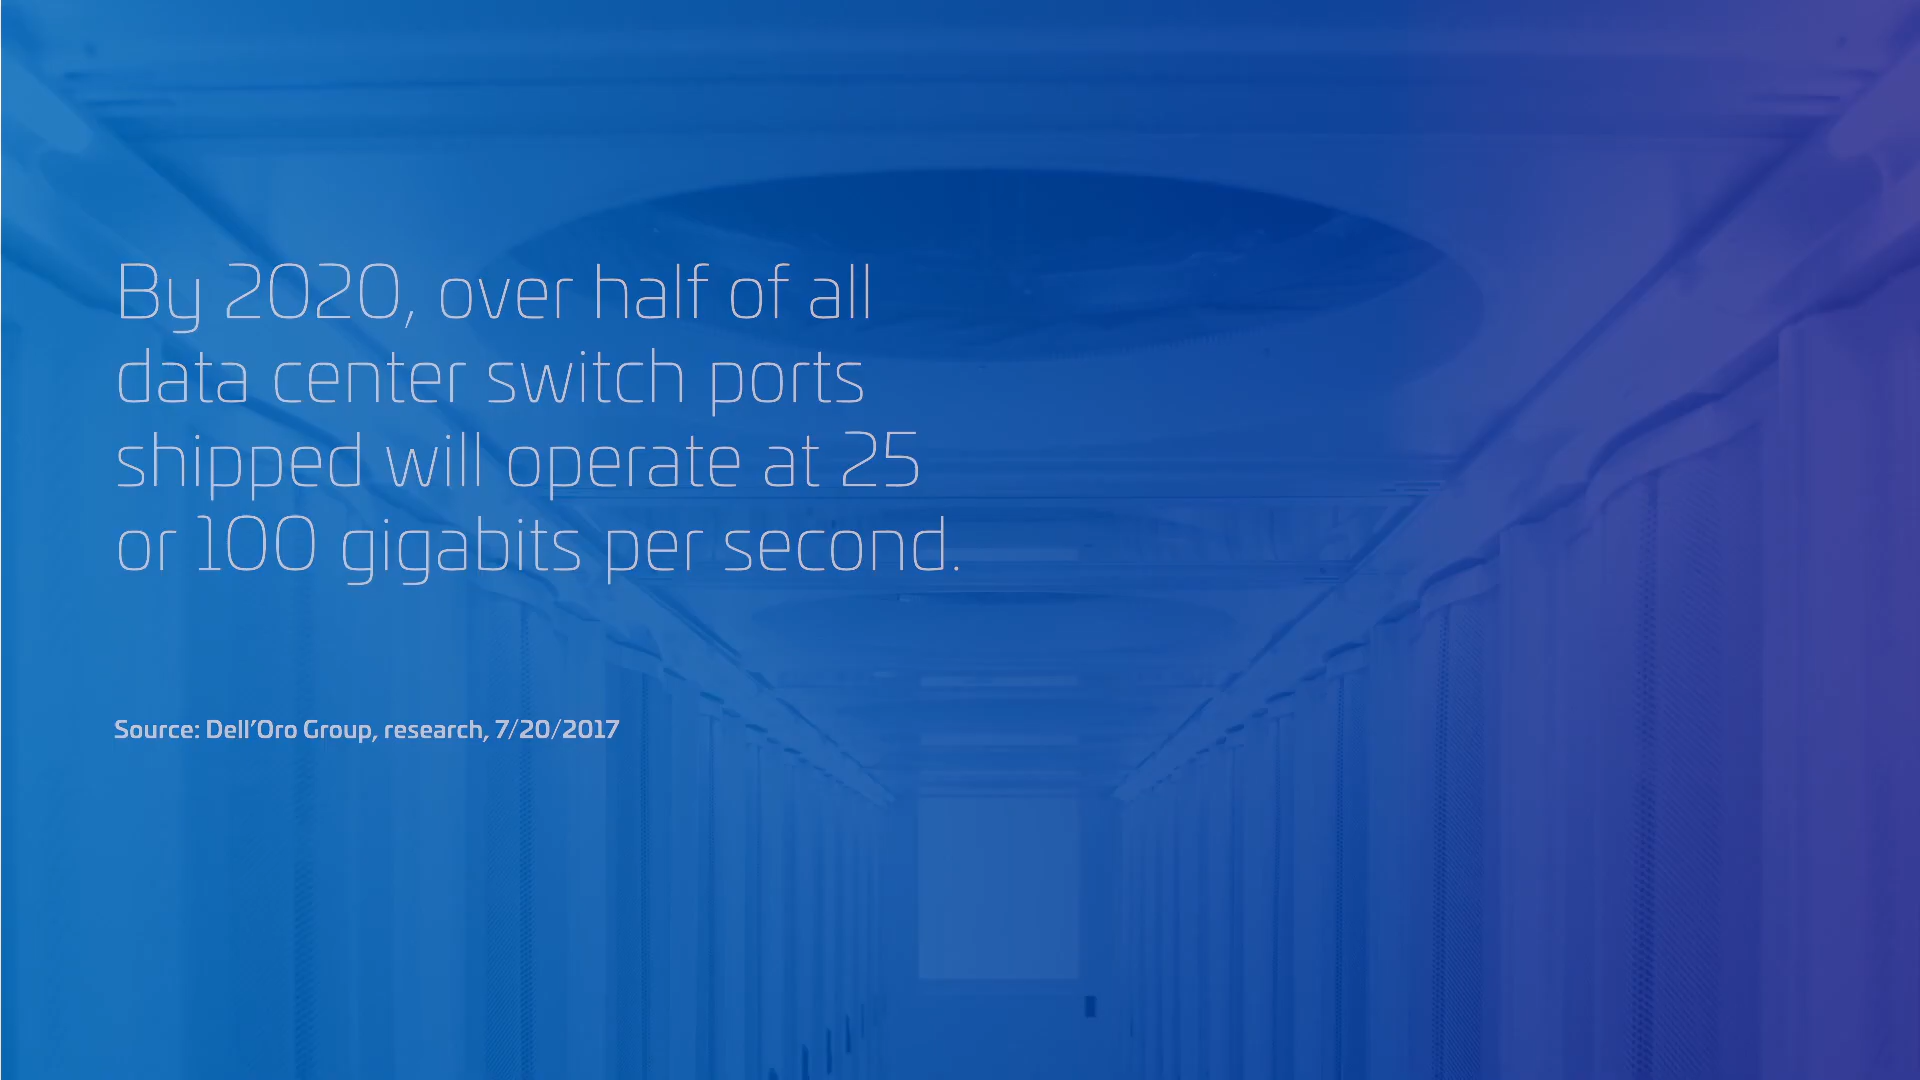 By 2020, over half of all
data center switch ports
shipped will operate at 25
or 100 gigabits per second.
Source: Dell'Oro Group, research, 7/20/2017